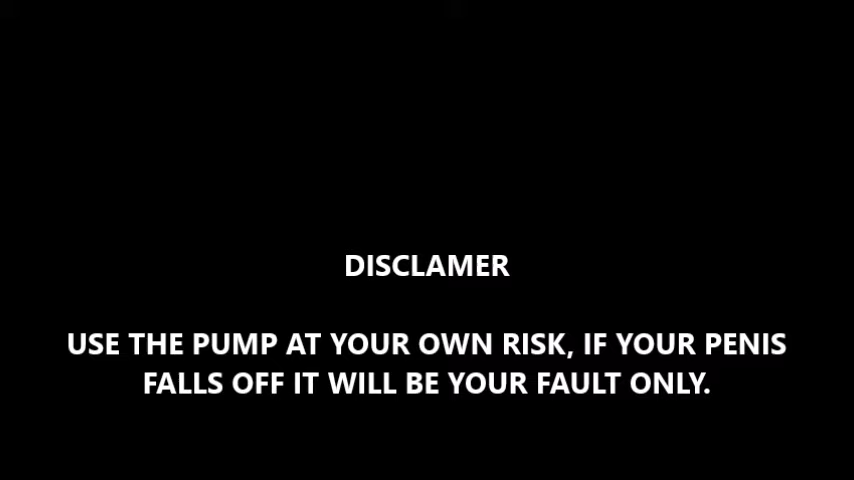 DISCLAMER
USE THE PUMP AT YOUR OWN RISK, IF YOUR PENIS
FALLS OFF IT WILL BE YOUR FAULT ONLY.